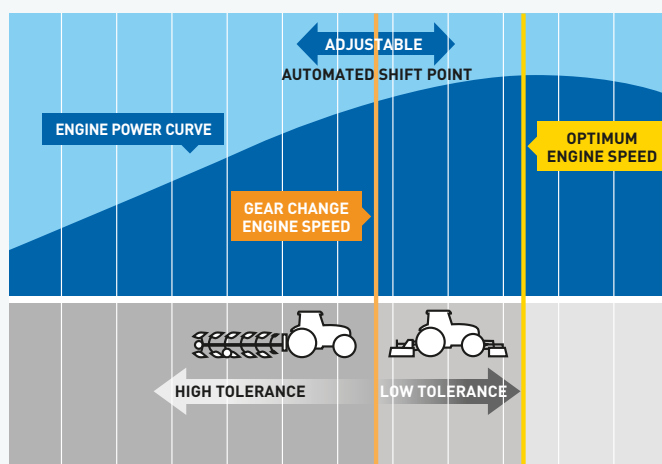 ADJUSTABLE
AUTOMATED SHIFT POINT
ENGINE POWER CURVE
OPTIMUM
ENGINE SPEED
GEAR CHANGE
ENGINE SPEED
HIGH TOLERANCE
LOW TOLERANCE